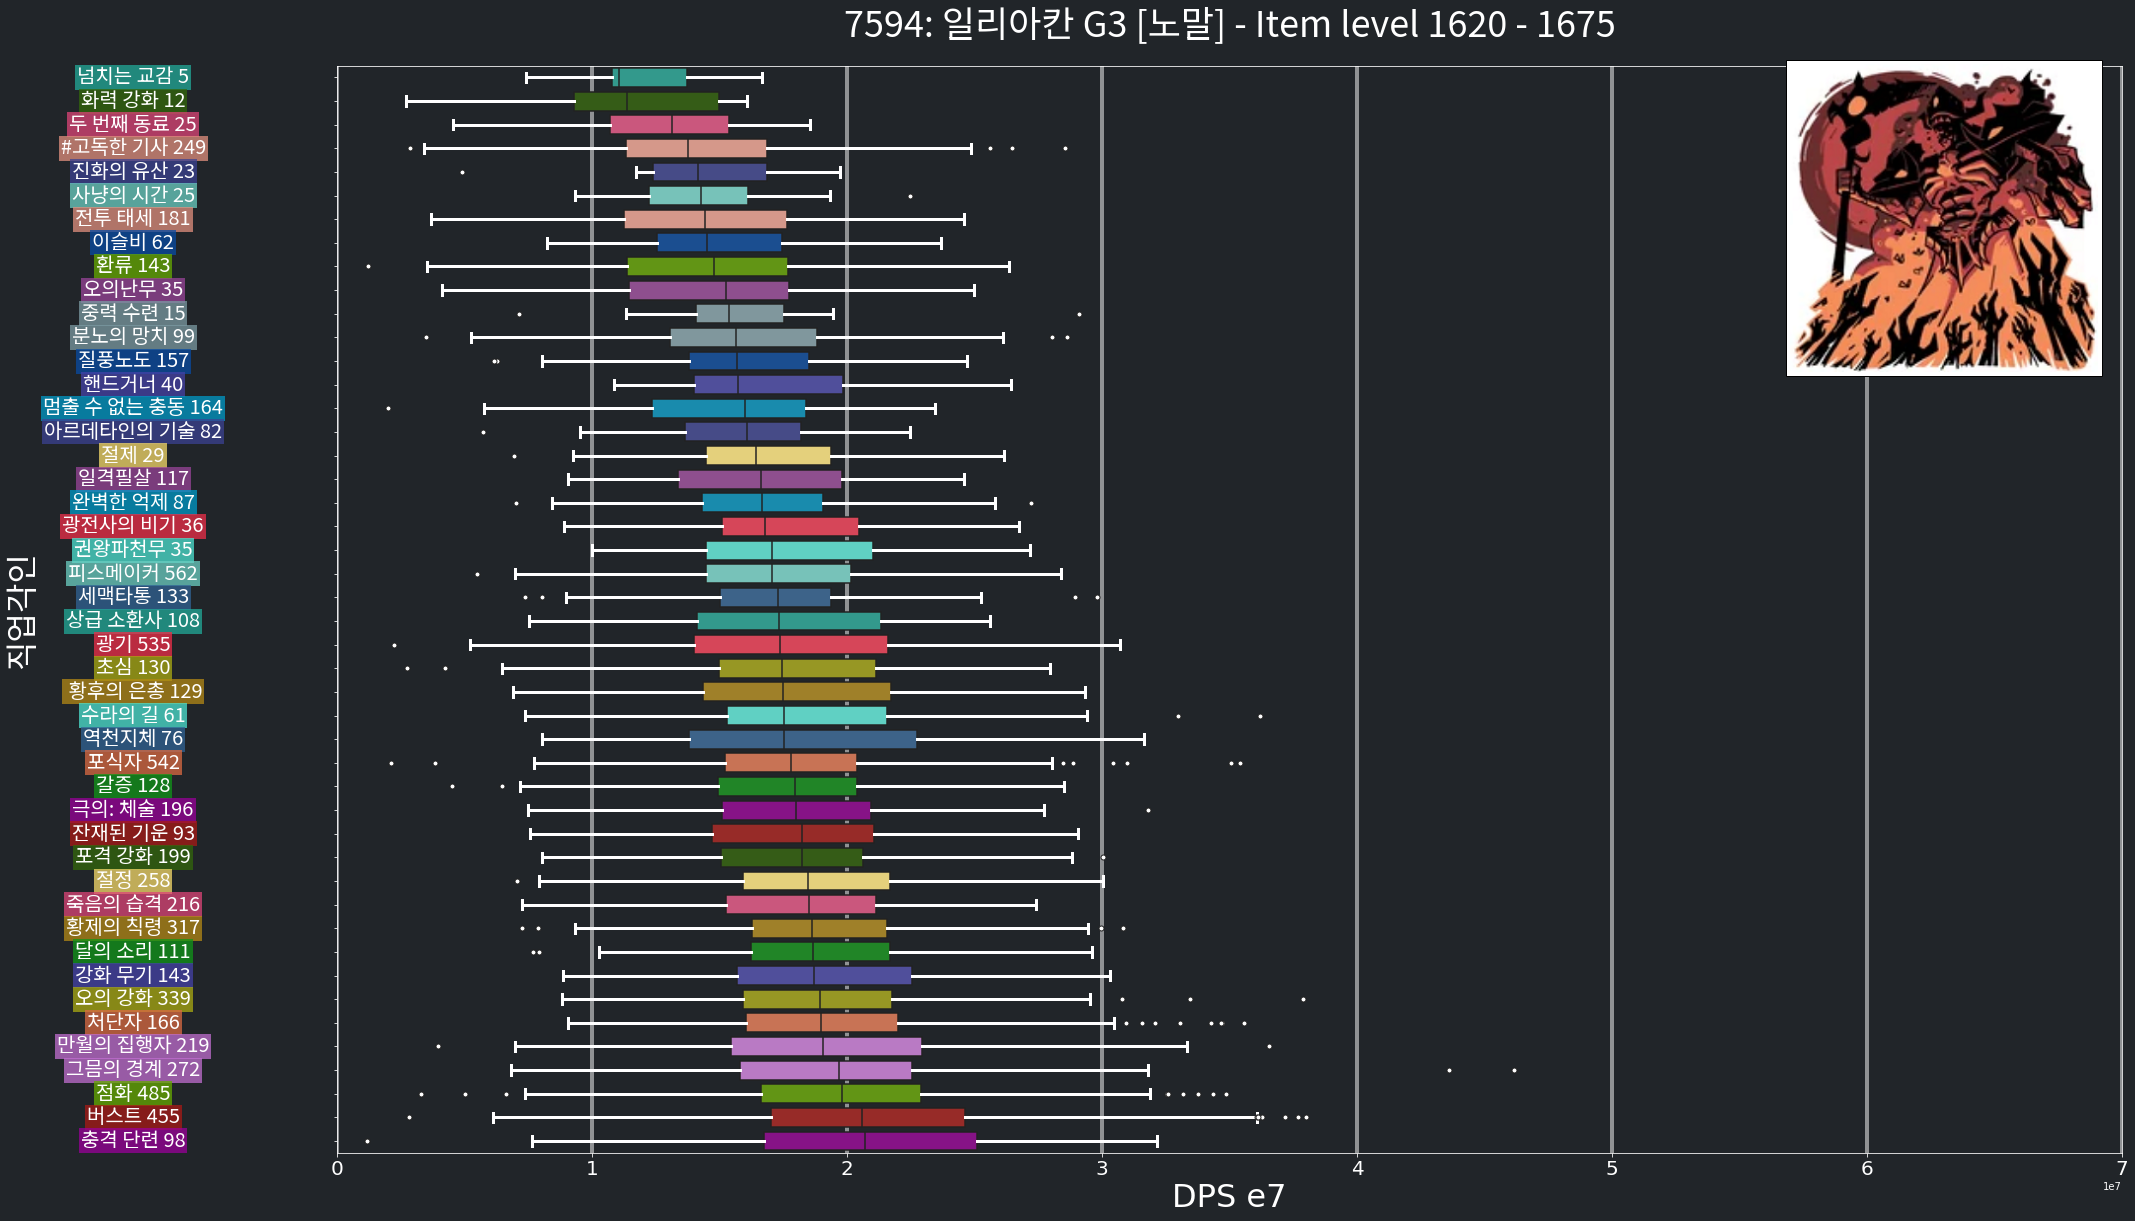 7594: 일리아칸 G3 [노말] - Item level 1620 - 1675
직업각인
넘치는 교감 5
화력 강화 12
두 번째 동료 25
#고독한 기사 249
진화의 유산 23
사냥의 시간 25
전투 태세 181
이슬비 62
환류 143
오의난무 35
중력 수련 15
분노의 망치 99
질풍노도 157
핸드거너 40
멈출 수 없는 충동 164
아르데타인의 기술 82
절제 29
일격필살 117
완벽한 억제 87
광전사의 비기 36
권왕파천무 35
피스메이커 562
세맥타통 133
상급 소환사 108
광기 535
초심 130
황후의 은총 129
수라의 길 61
역천지체 76
포식자 542
갈증 128
극의: 체술 196
잔재된 기운 93
포격 강화 199
절정 258
죽음의 습격 216
황제의 칙령 317
달의 소리 111
강화 무기 143
오의 강화 339
처단자 166
만월의 집행자 219
그믐의 경계 272
점화 485
버스트 455
충격 단련 98
0 1 2 3 4 5 6 7
1e7
DPS e7